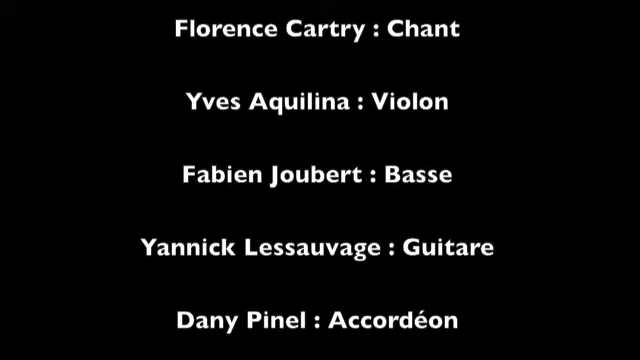 Florence Cartry : Chant
Yves Aquilina : Violon
Fabien Joubert : Basse
Yannick Lessauvage : Guitare
Dany Pinel : Accordéon